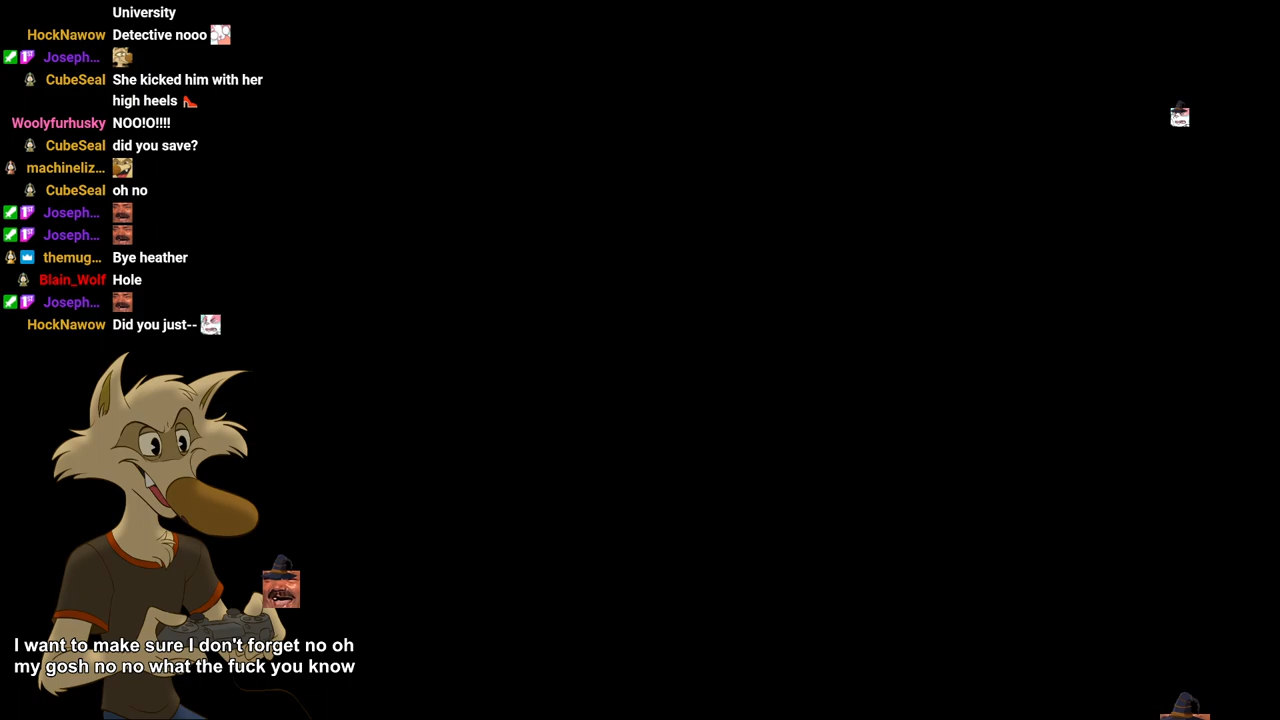 University
HockNawow Detective nooo
Joseph...
CubeSeal She kicked him with her
high heels
Woolyfurhusky NOO!O!!!!
CubeSeal did you save?
machineliz...
CubeSeal oh no
Joseph...
Joseph...
themug... Bye heather
Blain_Wolf Hole
Joseph...
HockNawow Did you just--
I want to make sure I don't forget no oh
my gosh no no what the fuck you know